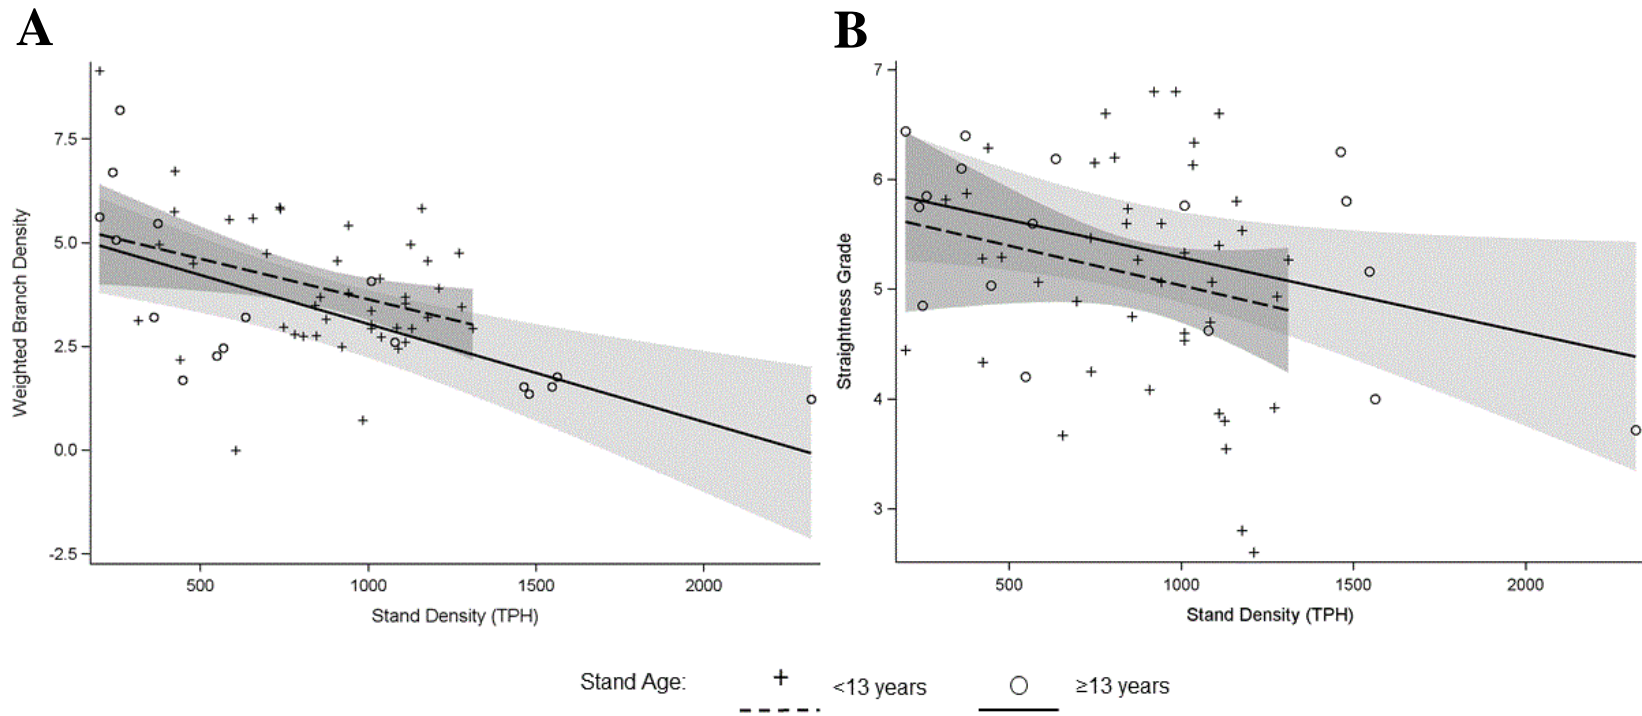 A
B
Weighted Branch Density
7.5
5.0
2.5
0.0
-2.5
500
1000
1500
2000
Stand Density (TPH)
Straightness Grade
7
6
5
4
3
500
1000
1500
2000
Stand Density (TPH)
Stand Age: + <13 years ○ ≥13 years